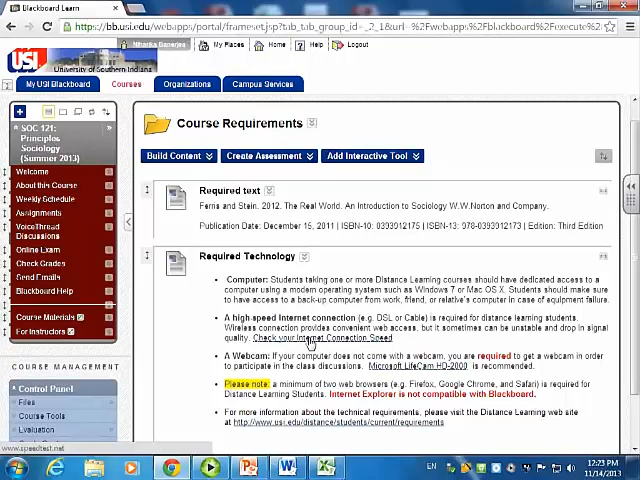 Blackboard Learn
https://bb.usi.edu/webapps/portal/frameset.jsp?tab_tab_group_id=_2_1&url=%2Fwebapps%2Fblackboard%2Fexecute%
Niharika Banerjea My Places Home Help Logout
USI
University of Southern Indiana
My USI Blackboard Courses Organizations Campus Services
SOC 121:
Principles
Sociology
(Summer 2013)
Welcome
About this Course
Weekly Schedule
Assignments
VoiceThread
Discussions
Online Exam
Check Grades
Send Emails
Blackboard Help
Course Materials
For Instructors
COURSE MANAGEMENT
Control Panel
Files
Course Tools
Evaluation
Course Requirements
Build Content Create Assessment Add Interactive Tool
Required text
Ferris and Stein. 2012. The Real World. An Introduction to Sociology W.W.Norton and Company.
Publication Date: December 15, 2011 | ISBN-10: 0393912175 | ISBN-13: 978-0393912173 | Edition: Third Edition
Required Technology
• Computer: Students taking one or more Distance Learning courses should have dedicated access to a
computer using a modern operating system such as Windows 7 or Mac OS X. Students should make sure
to have access to a back-up computer from work, friend, or relative's computer in case of equipment failure.
• A high-speed Internet connection (e.g. DSL or Cable) is required for distance learning students.
Wireless connection provides convenient web access, but it sometimes can be unstable and drop in signal
quality. Check your Internet Connection Speed
• A Webcam: If your computer does not come with a webcam, you are required to get a webcam in order
to participate in the class discussions. Microsoft LifeCam HD-2000 is recommended.
• Please note: a minimum of two web browsers (e.g. Firefox, Google Chrome, and Safari) is required for
Distance Learning Students. Internet Explorer is not compatible with Blackboard.
• For more information about the technical requirements, please visit the Distance Learning web site
at http://www.usi.edu/distance/students/current/requirements
www.speedtest.net
EN
12:23 PM
11/14/2013